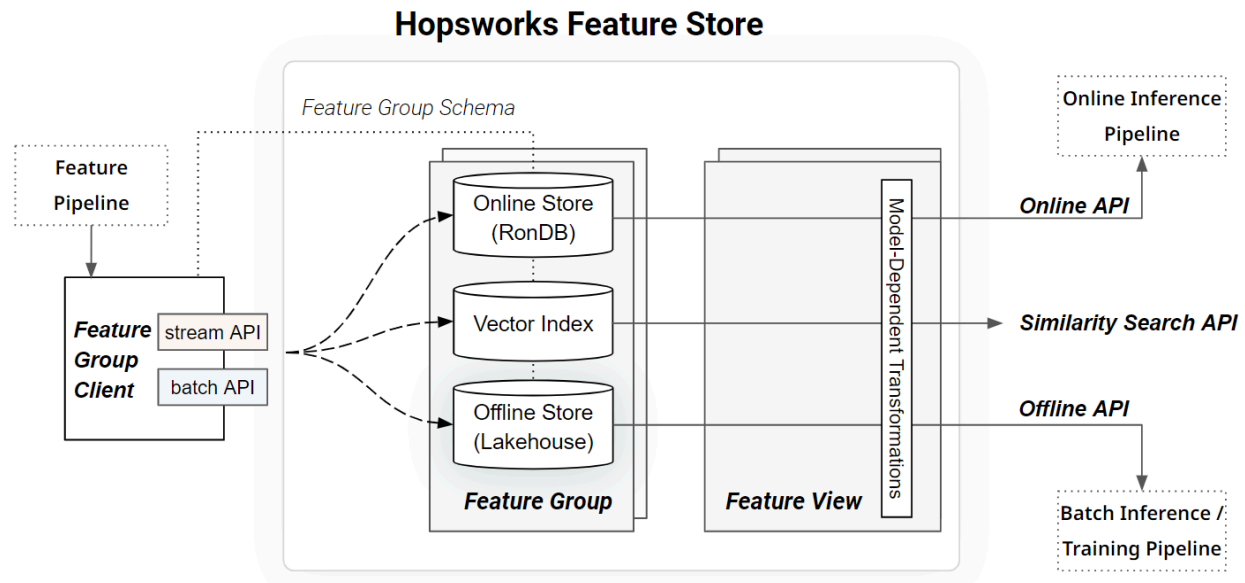 Hopsworks Feature Store
Feature Group Schema
Feature
Pipeline
Feature
Group
Client
stream API
batch API
Online Store
(RonDB)
Vector Index
Offline Store
(Lakehouse)
Feature Group
Feature View
Model-Dependent Transformations
Online Inference
Pipeline
Online API
Similarity Search API
Offline API
Batch Inference /
Training Pipeline